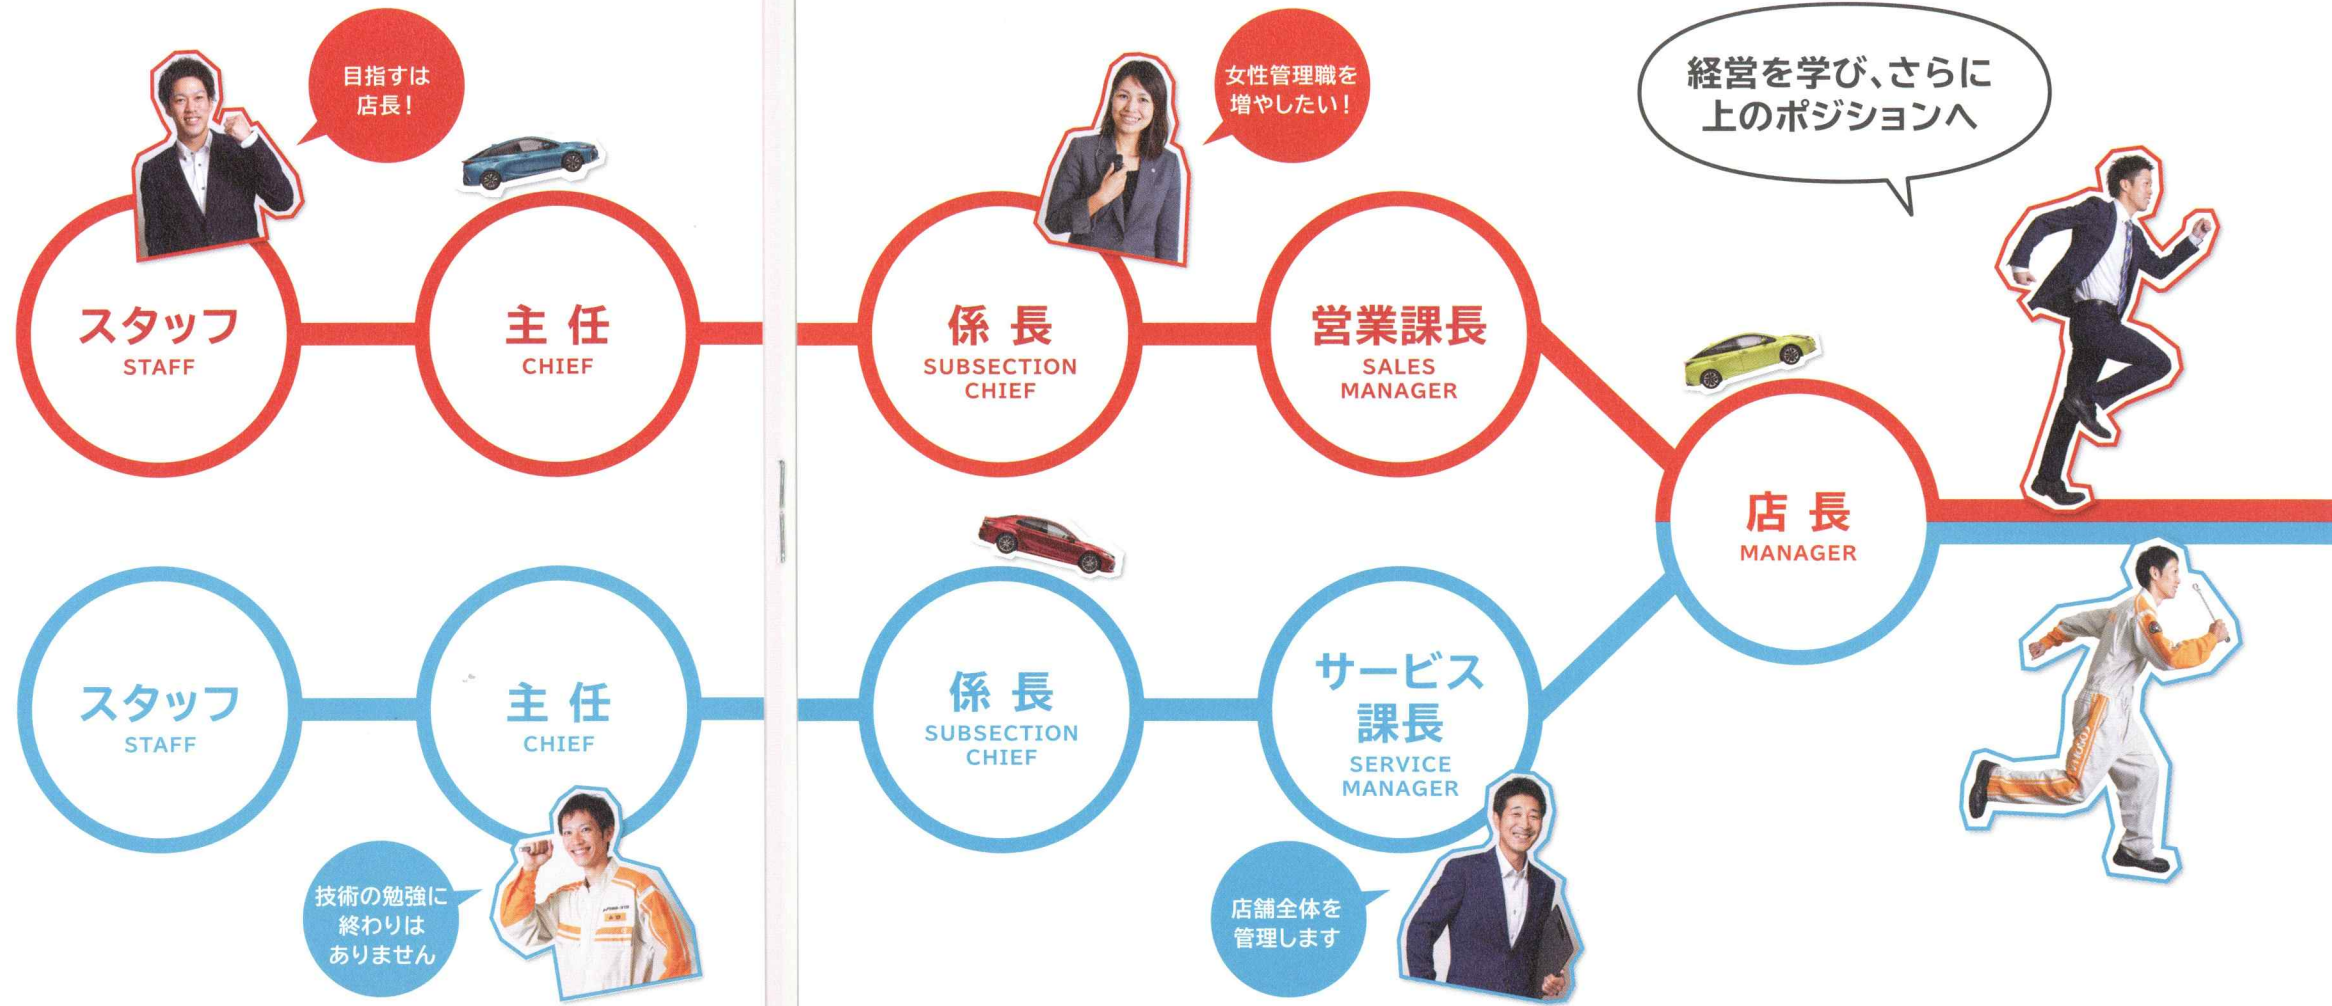 目指すは
店長！
女性管理職を
増やしたい！
経営を学び、さらに
上のポジションへ
スタッフ
STAFF
主任
CHIEF
係長
SUBSECTION
CHIEF
営業課長
SALES
MANAGER
店長
MANAGER
スタッフ
STAFF
主任
CHIEF
係長
SUBSECTION
CHIEF
サービス
課長
SERVICE
MANAGER
技術の勉強に
終わりは
ありません
店舗全体を
管理します